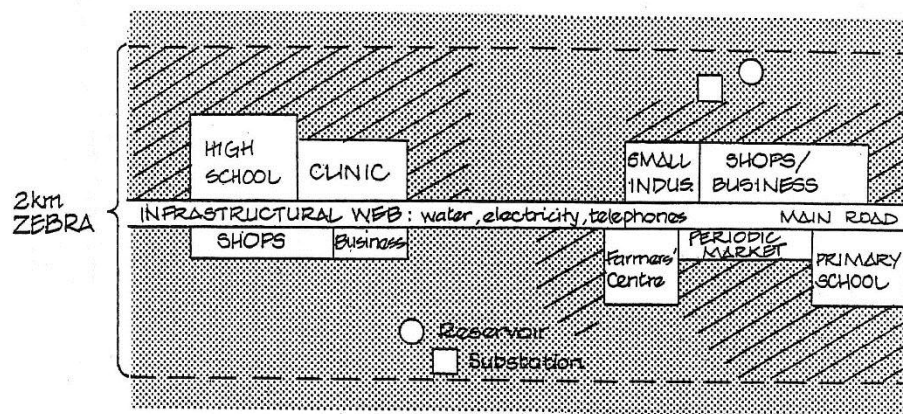 HIGH
SCHOOL
CLINIC
SMALL
INDUS.
SHOPS/
BUSINESS
2km
ZEBRA
INFRASTRUCTURAL WEB: water, electricity, telephones
MAIN ROAD
SHOPS
Business
Farmers'
Centre
PERIODIC
MARKET
PRIMARY
SCHOOL
Reservoir
Substation